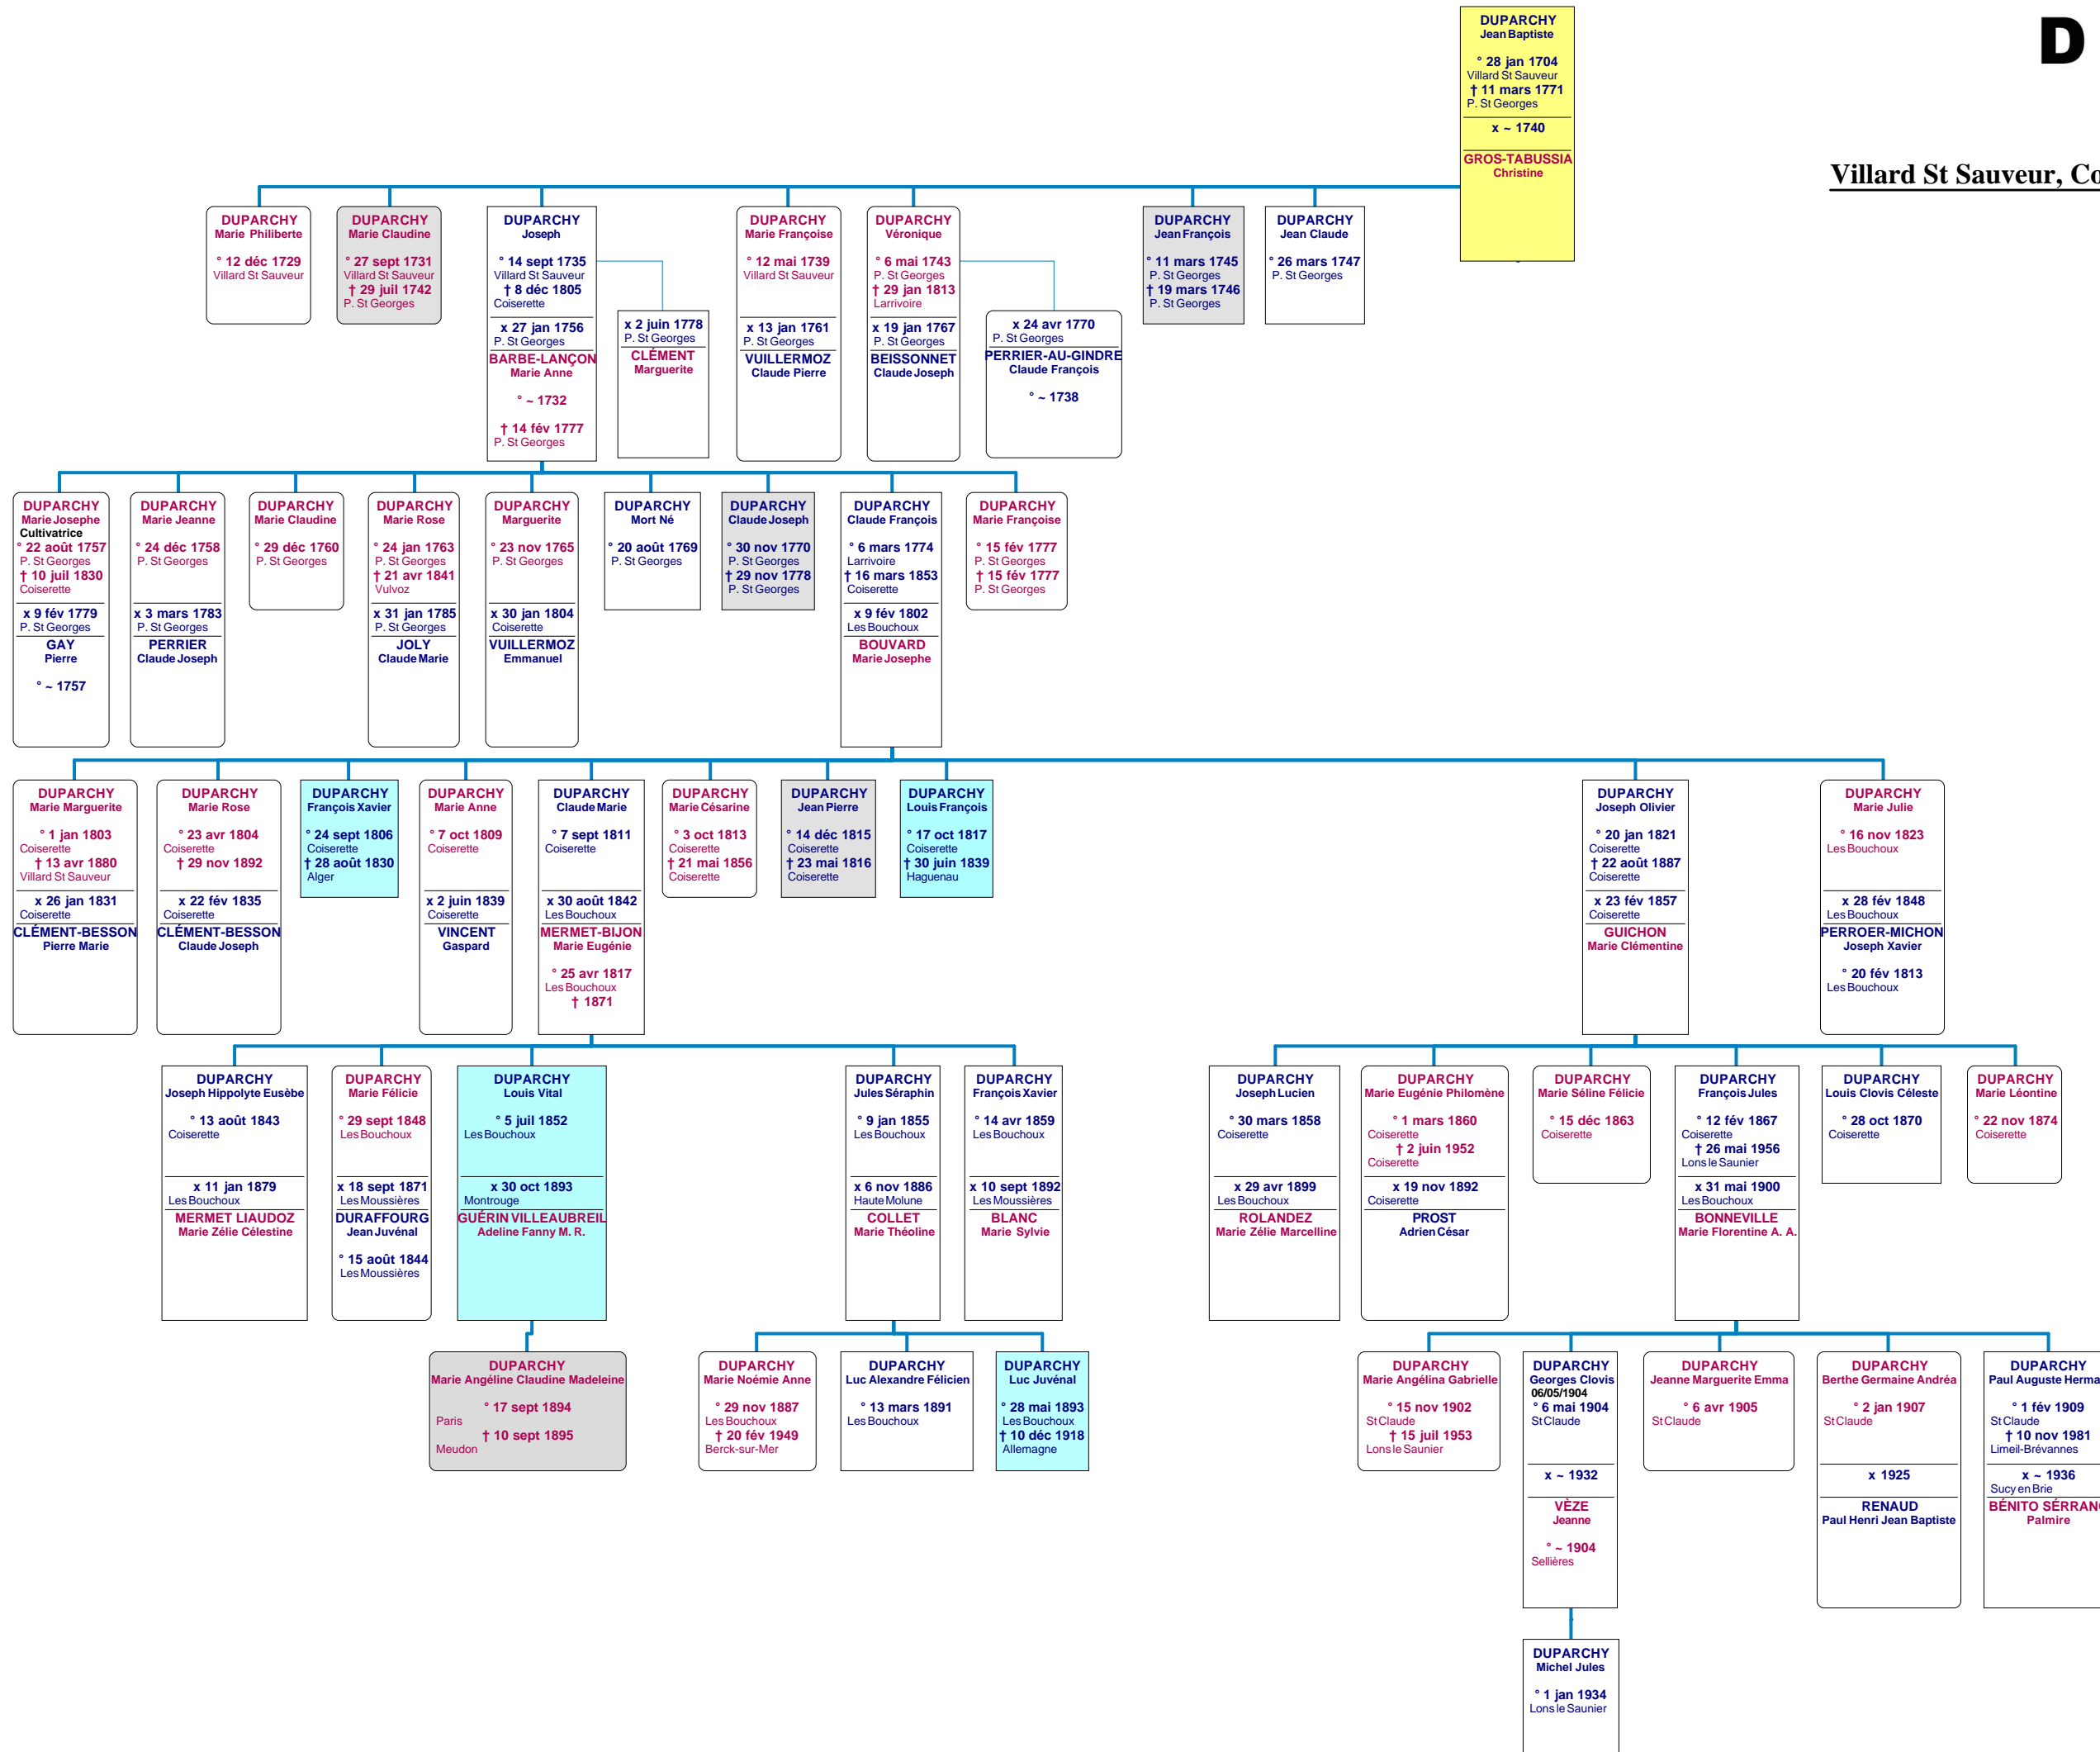 D
DUPARCHY
Jean Baptiste
° 28 jan 1704
Villard St Sauveur
† 11 mars 1771
P. St Georges
x ~ 1740
GROS-TABUSSIA
Christine
Villard St Sauveur, Co
DUPARCHY
Marie Philiberte
° 12 déc 1729
Villard St Sauveur
DUPARCHY
Marie Claudine
° 27 sept 1731
Villard St Sauveur
† 29 juil 1742
P. St Georges
DUPARCHY
Joseph
° 14 sept 1735
Villard St Sauveur
† 8 déc 1805
Coiserette
x 27 jan 1756
P. St Georges
BARBE-LANÇON
Marie Anne
° ~ 1732
† 14 fév 1777
P. St Georges
x 2 juin 1778
P. St Georges
CLÉMENT
Marguerite
DUPARCHY
Marie Françoise
° 12 mai 1739
Villard St Sauveur
x 13 jan 1761
P. St Georges
VUILLERMOZ
Claude Pierre
DUPARCHY
Véronique
° 6 mai 1743
P. St Georges
† 29 jan 1813
Larrivoire
x 19 jan 1767
P. St Georges
BEISSONNET
Claude Joseph
x 24 avr 1770
P. St Georges
PERRIER-AU-GINDRE
Claude François
° ~ 1738
DUPARCHY
Jean François
° 11 mars 1745
P. St Georges
† 19 mars 1746
P. St Georges
DUPARCHY
Jean Claude
° 26 mars 1747
P. St Georges
DUPARCHY
Marie Josephe
Cultivatrice
° 22 août 1757
P. St Georges
† 10 juil 1830
Coiserette
x 9 fév 1779
P. St Georges
GAY
Pierre
° ~ 1757
DUPARCHY
Marie Jeanne
° 24 déc 1758
P. St Georges
x 3 mars 1783
P. St Georges
PERRIER
Claude Joseph
DUPARCHY
Marie Claudine
° 29 déc 1760
P. St Georges
DUPARCHY
Marie Rose
° 24 jan 1763
P. St Georges
† 21 avr 1841
Vulvoz
x 31 jan 1785
P. St Georges
JOLY
Claude Marie
DUPARCHY
Marguerite
° 23 nov 1765
P. St Georges
x 30 jan 1804
Coiserette
VUILLERMOZ
Emmanuel
DUPARCHY
Mort Né
° 20 août 1769
P. St Georges
DUPARCHY
Claude Joseph
° 30 nov 1770
P. St Georges
† 29 nov 1778
P. St Georges
DUPARCHY
Claude François
° 6 mars 1774
Larrivoire
† 16 mars 1853
Coiserette
x 9 fév 1802
Les Bouchoux
BOUVARD
Marie Josephe
DUPARCHY
Marie Françoise
° 15 fév 1777
P. St Georges
† 15 fév 1777
P. St Georges
DUPARCHY
Marie Marguerite
° 1 jan 1803
Coiserette
† 13 avr 1880
Villard St Sauveur
x 26 jan 1831
Coiserette
CLÉMENT-BESSON
Pierre Marie
DUPARCHY
Marie Rose
° 23 avr 1804
Coiserette
† 29 nov 1892
x 22 fév 1835
Coiserette
CLÉMENT-BESSON
Claude Joseph
DUPARCHY
François Xavier
° 24 sept 1806
Coiserette
† 28 août 1830
Alger
DUPARCHY
Marie Anne
° 7 oct 1809
Coiserette
x 2 juin 1839
Coiserette
VINCENT
Gaspard
DUPARCHY
Claude Marie
° 7 sept 1811
Coiserette
x 30 août 1842
Les Bouchoux
MERMET-BIJON
Marie Eugénie
° 25 avr 1817
Les Bouchoux
† 1871
DUPARCHY
Marie Césarine
° 3 oct 1813
Coiserette
† 21 mai 1856
Coiserette
DUPARCHY
Jean Pierre
° 14 déc 1815
Coiserette
† 23 mai 1816
Coiserette
DUPARCHY
Louis François
° 17 oct 1817
Coiserette
† 30 juin 1839
Haguenau
DUPARCHY
Joseph Olivier
° 20 jan 1821
Coiserette
† 22 août 1887
Coiserette
x 23 fév 1857
Coiserette
GUICHON
Marie Clémentine
DUPARCHY
Marie Julie
° 16 nov 1823
Les Bouchoux
x 28 fév 1848
Les Bouchoux
PERROER-MICHON
Joseph Xavier
° 20 fév 1813
Les Bouchoux
DUPARCHY
Joseph Hippolyte Eusèbe
° 13 août 1843
Coiserette
x 11 jan 1879
Les Bouchoux
MERMET LIAUDOZ
Marie Zélie Célestine
DUPARCHY
Marie Félicie
° 29 sept 1848
Les Bouchoux
x 18 sept 1871
Les Moussières
DURAFFOURG
Jean Juvénal
° 15 août 1844
Les Moussières
DUPARCHY
Louis Vital
° 5 juil 1852
Les Bouchoux
x 30 oct 1893
Montrouge
GUÉRIN VILLEAUBREIL
Adeline Fanny M. R.
DUPARCHY
Jules Séraphin
° 9 jan 1855
Les Bouchoux
x 6 nov 1886
Haute Molune
COLLET
Marie Théoline
DUPARCHY
François Xavier
° 14 avr 1859
Les Bouchoux
x 10 sept 1892
Les Moussières
BLANC
Marie Sylvie
DUPARCHY
Joseph Lucien
° 30 mars 1858
Coiserette
x 29 avr 1899
Les Bouchoux
ROLANDEZ
Marie Zélie Marcelline
DUPARCHY
Marie Eugénie Philomène
° 1 mars 1860
Coiserette
† 2 juin 1952
Coiserette
x 19 nov 1892
Coiserette
PROST
Adrien César
DUPARCHY
Marie Séline Félicie
° 15 déc 1863
Coiserette
DUPARCHY
François Jules
° 12 fév 1867
Coiserette
† 26 mai 1956
Lons le Saunier
x 31 mai 1900
Les Bouchoux
BONNEVILLE
Marie Florentine A. A.
DUPARCHY
Louis Clovis Céleste
° 28 oct 1870
Coiserette
DUPARCHY
Marie Léontine
° 22 nov 1874
Coiserette
DUPARCHY
Marie Angéline Claudine Madeleine
° 17 sept 1894
Paris
† 10 sept 1895
Meudon
DUPARCHY
Marie Noémie Anne
° 29 nov 1887
Les Bouchoux
† 20 fév 1949
Berck-sur-Mer
DUPARCHY
Luc Alexandre Félicien
° 13 mars 1891
Les Bouchoux
DUPARCHY
Luc Juvénal
° 28 mai 1893
Les Bouchoux
† 10 déc 1918
Allemagne
DUPARCHY
Marie Angélina Gabrielle
° 15 nov 1902
St Claude
† 15 juil 1953
Lons le Saunier
DUPARCHY
Georges Clovis
06/05/1904
° 6 mai 1904
St Claude
x ~ 1932
VÈZE
Jeanne
° ~ 1904
Sellières
DUPARCHY
Jeanne Marguerite Emma
° 6 avr 1905
St Claude
DUPARCHY
Berthe Germaine Andréa
° 2 jan 1907
St Claude
x 1925
RENAUD
Paul Henri Jean Baptiste
DUPARCHY
Paul Auguste Herma
° 1 fév 1909
St Claude
† 10 nov 1981
Limeil-Brévannes
x ~ 1936
Sucy en Brie
BÉNITO SÉRRAN
Palmire
DUPARCHY
Michel Jules
° 1 jan 1934
Lons le Saunier